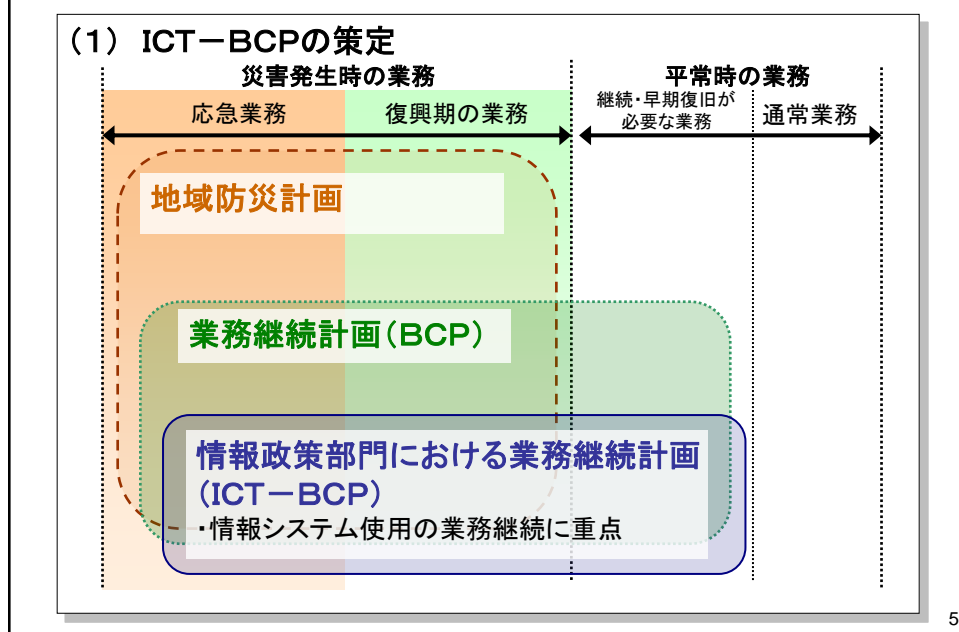 (1) ICT-BCPの策定
災害発生時の業務
平常時の業務
応急業務
復興期の業務
継続・早期復旧が
必要な業務
通常業務
地域防災計画
業務継続計画(BCP)
情報政策部門における業務継続計画
(ICT-BCP)
・情報システム使用の業務継続に重点
5